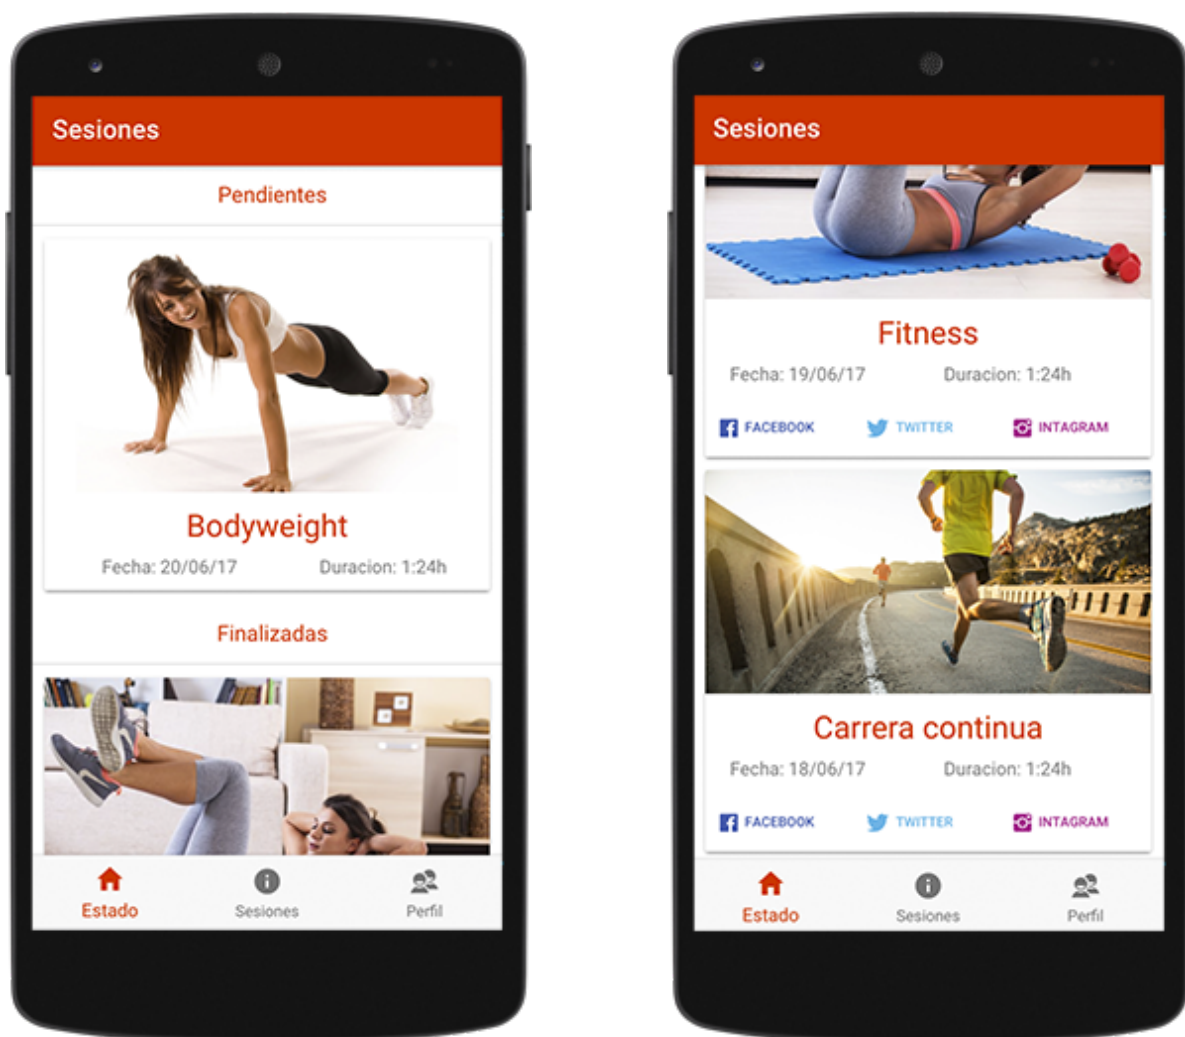 Sesiones
Pendientes
Bodyweight
Fecha: 20/06/17 Duracion: 1:24h
Finalizadas
Estado Sesiones Perfil
Sesiones
Fitness
Fecha: 19/06/17 Duracion: 1:24h
FACEBOOK TWITTER INTAGRAM
Carrera continua
Fecha: 18/06/17 Duracion: 1:24h
FACEBOOK TWITTER INTAGRAM
Estado Sesiones Perfil